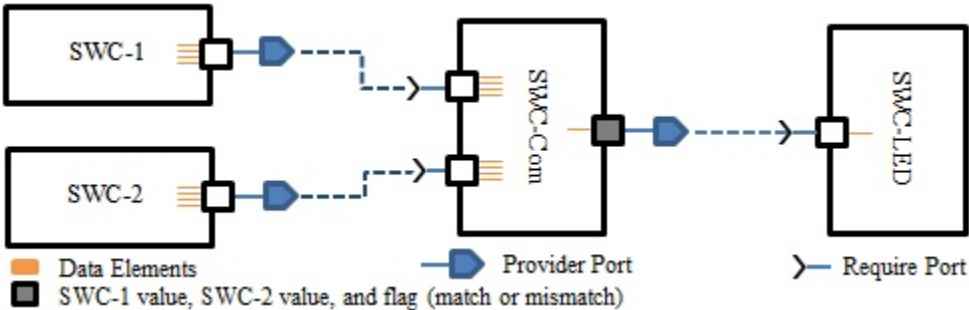 SWC-1
SWC-2
SWC-Com
SWC-LED
Data Elements
Provider Port
Require Port
SWC-1 value, SWC-2 value, and flag (match or mismatch)